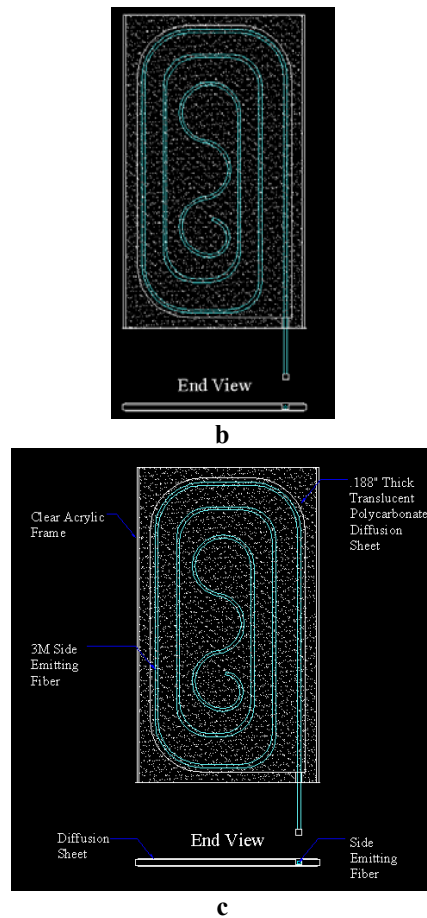 End View
b
.188" Thick
Translucent
Polycarbonate
Diffusion
Sheet
Clear Acrylic
Frame
3M Side
Emitting
Fiber
Diffusion
Sheet
End View
Side
Emitting
Fiber
c